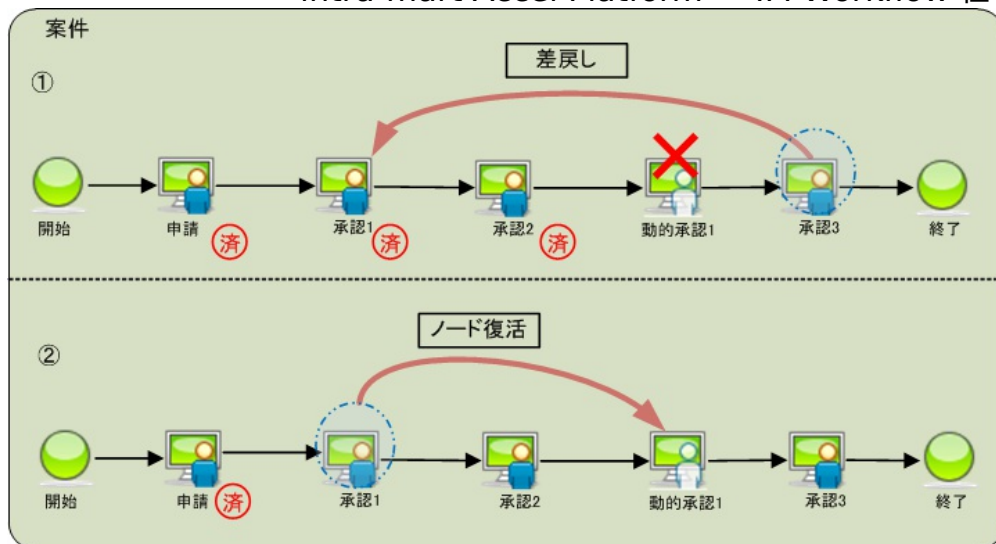 案件
①
差戻し
開始
申請
済
承認1
済
承認2
済
動的承認1
承認3
終了
②
ノード復活
開始
申請
済
承認1
承認2
動的承認1
承認3
終了